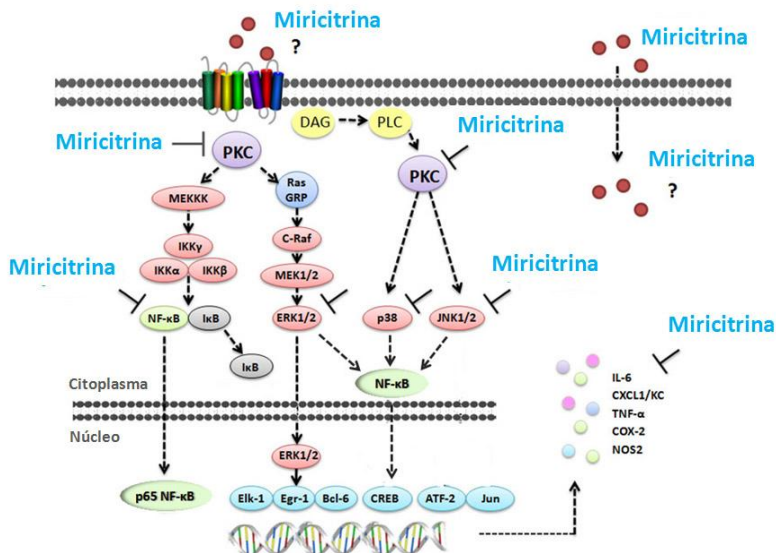 Miricitrina
?
Miricitrina
DAG
PLC
Miricitrina
Miricitrina
PKC
Miricitrina
?
PKC
MEKKK
Ras
GRP
IKKγ
C-Raf
IKKα
IKKβ
MEK1/2
Miricitrina
Miricitrina
NF-κB
IκB
ERK1/2
p38
JNK1/2
Miricitrina
IκB
NF-κB
Citoplasma
Núcleo
IL-6
CXCL1/KC
TNF-α
COX-2
NOS2
ERK1/2
p65 NF-κB
Elk-1
Egr-1
Bcl-6
CREB
ATF-2
Jun